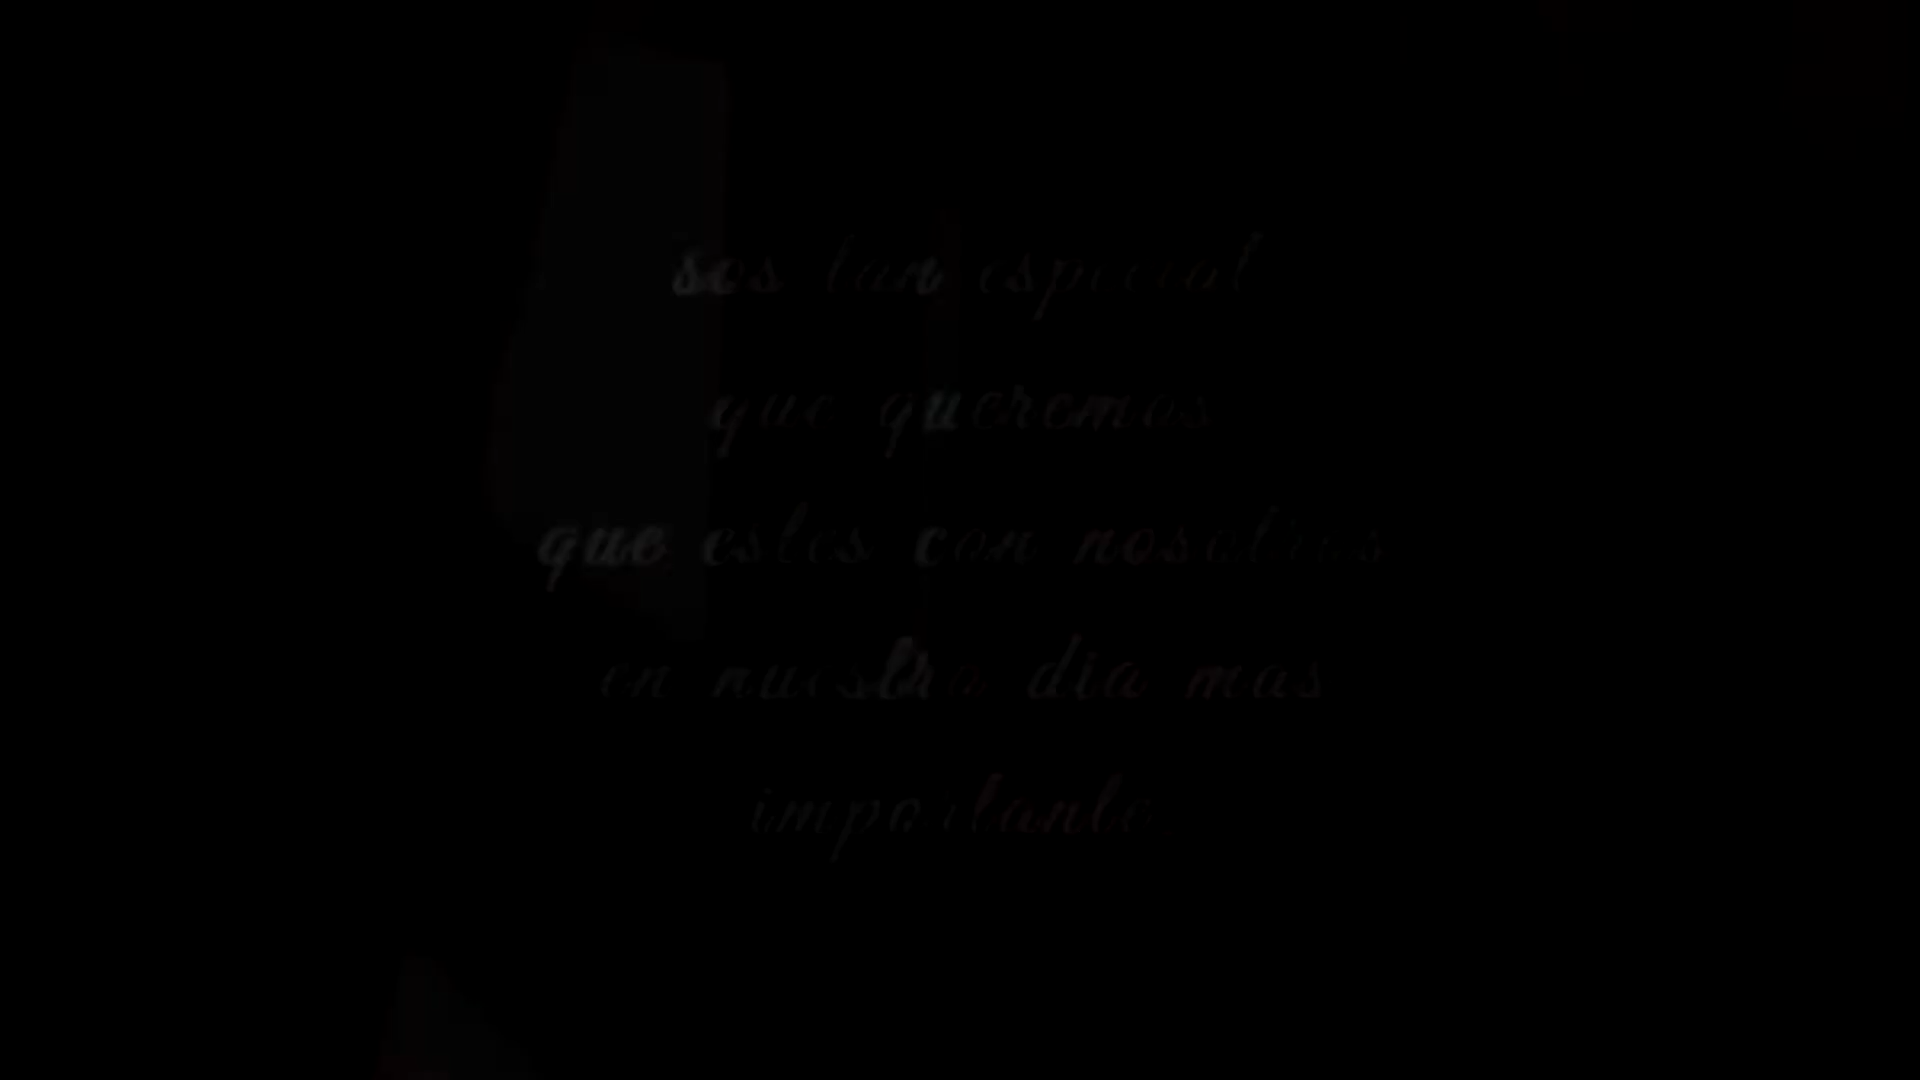 sos tan especial
que queremos
que estes con nosotros
en nuestro dia mas
importante